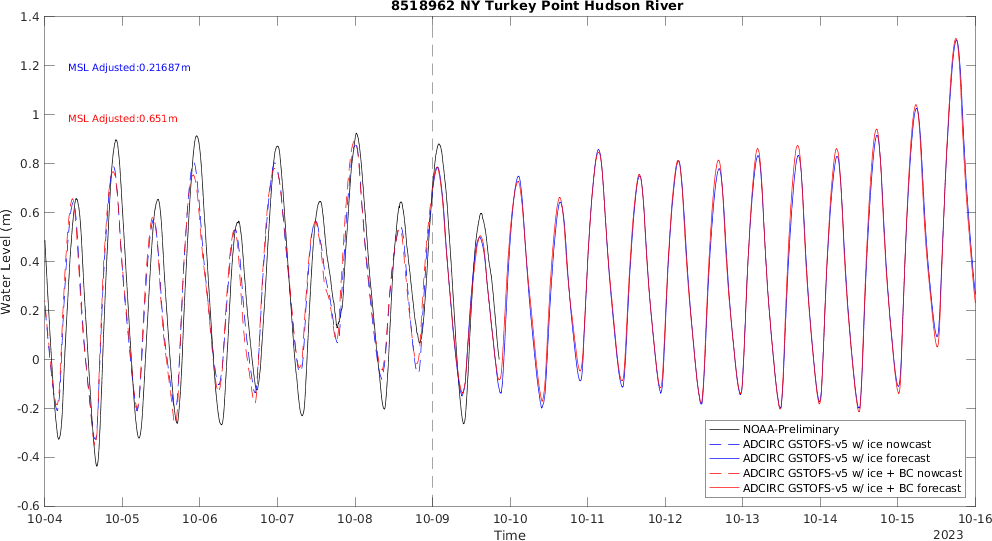 8518962 NY Turkey Point Hudson River
MSL Adjusted:0.21687m
MSL Adjusted:0.651m
Water Level (m)
1.4
1.2
1
0.8
0.6
0.4
0.2
0
-0.2
-0.4
-0.6
NOAA-Preliminary
ADCIRC GSTOFS-v5 w/ ice nowcast
ADCIRC GSTOFS-v5 w/ ice forecast
ADCIRC GSTOFS-v5 w/ ice + BC nowcast
ADCIRC GSTOFS-v5 w/ ice + BC forecast
10-04 10-05 10-06 10-07 10-08 10-09 10-10 10-11 10-12 10-13 10-14 10-15 10-16
Time
2023